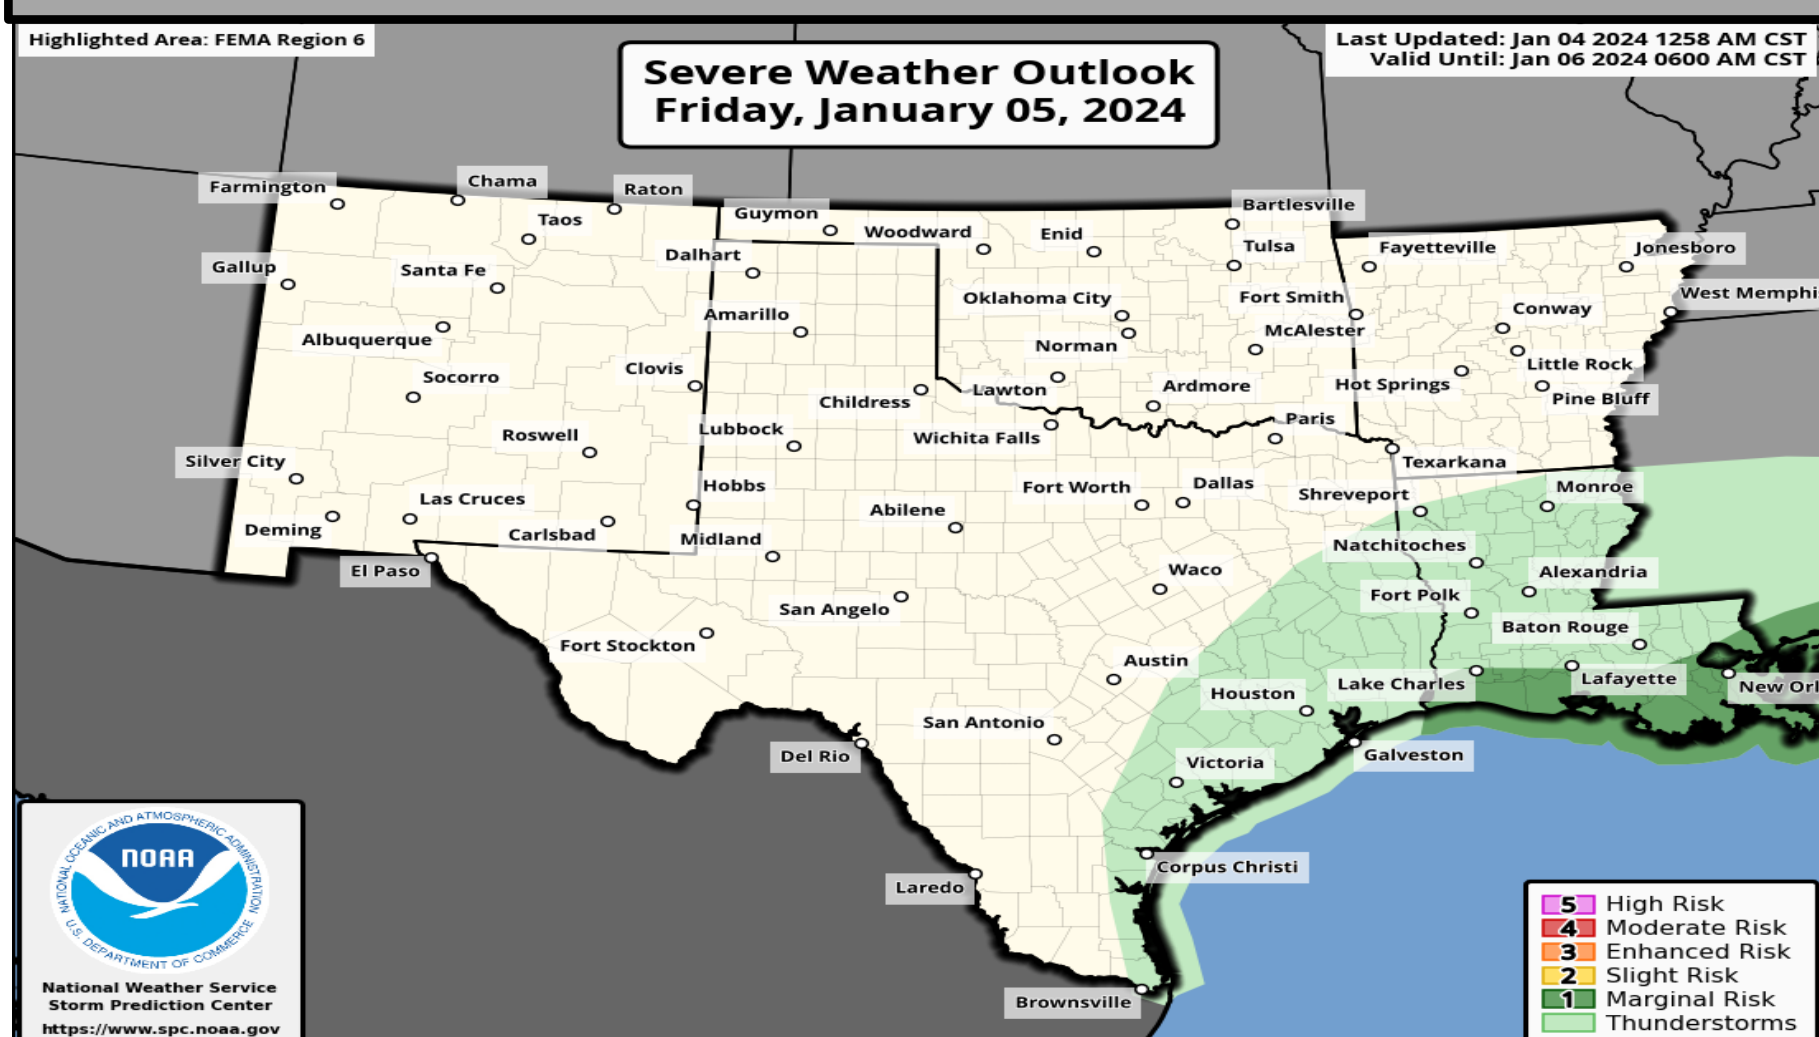 Highlighted Area: FEMA Region 6
Last Updated: Jan 04 2024 1258 AM CST
Valid Until: Jan 06 2024 0600 AM CST
Severe Weather Outlook
Friday, January 05, 2024
Farmington
Chama
Raton
Taos
Guymon
Woodward
Enid
Bartlesville
Tulsa
Fayetteville
Jonesboro
Gallup
Santa Fe
Dalhart
Oklahoma City
Fort Smith
West Memphi
Amarillo
Conway
Albuquerque
Norman
McAlester
Little Rock
Socorro
Clovis
Childress
Lawton
Ardmore
Hot Springs
Pine Bluff
Roswell
Lubbock
Wichita Falls
Paris
Silver City
Texarkana
Las Cruces
Hobbs
Fort Worth
Dallas
Shreveport
Monroe
Deming
Carlsbad
Midland
Abilene
Natchitoches
El Paso
Waco
Alexandria
San Angelo
Fort Polk
Fort Stockton
Baton Rouge
Austin
Houston
Lake Charles
Lafayette
New Orl
San Antonio
Del Rio
Victoria
Galveston
Laredo
Corpus Christi
Brownsville
NATIONAL OCEANIC AND ATMOSPHERIC ADMINISTRATION
NOAA
U.S. DEPARTMENT OF COMMERCE
National Weather Service
Storm Prediction Center
https://www.spc.noaa.gov
5 High Risk
4 Moderate Risk
3 Enhanced Risk
2 Slight Risk
1 Marginal Risk
Thunderstorms